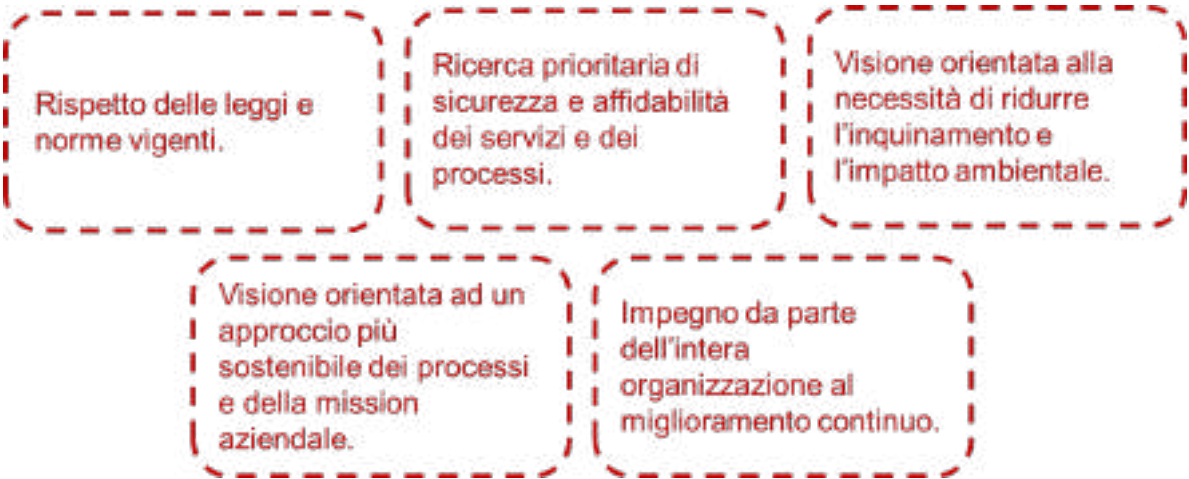 Rispetto delle leggi e
norme vigenti.
Ricerca prioritaria di
sicurezza e affidabilità
dei servizi e dei
processi.
Visione orientata alla
necessità di ridurre
l'inquinamento e
l'impatto ambientale.
Visione orientata ad un
approccio più
sostenibile dei processi
e della mission
aziendale.
Impegno da parte
dell'intera
organizzazione al
miglioramento continuo.